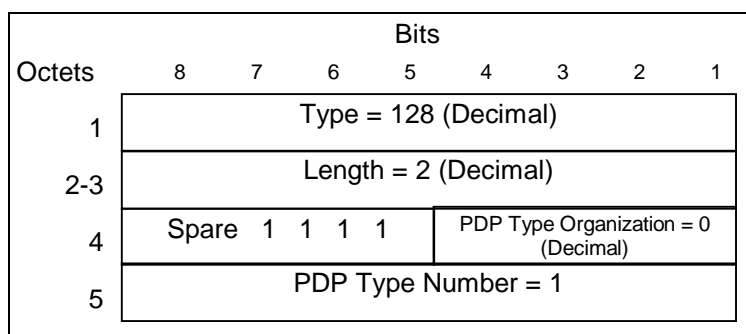 Bits
Octets 8 7 6 5 4 3 2 1
1 Type = 128 (Decimal)
2-3 Length = 2 (Decimal)
4 Spare 1 1 1 1 PDP Type Organization = 0
(Decimal)
5 PDP Type Number = 1